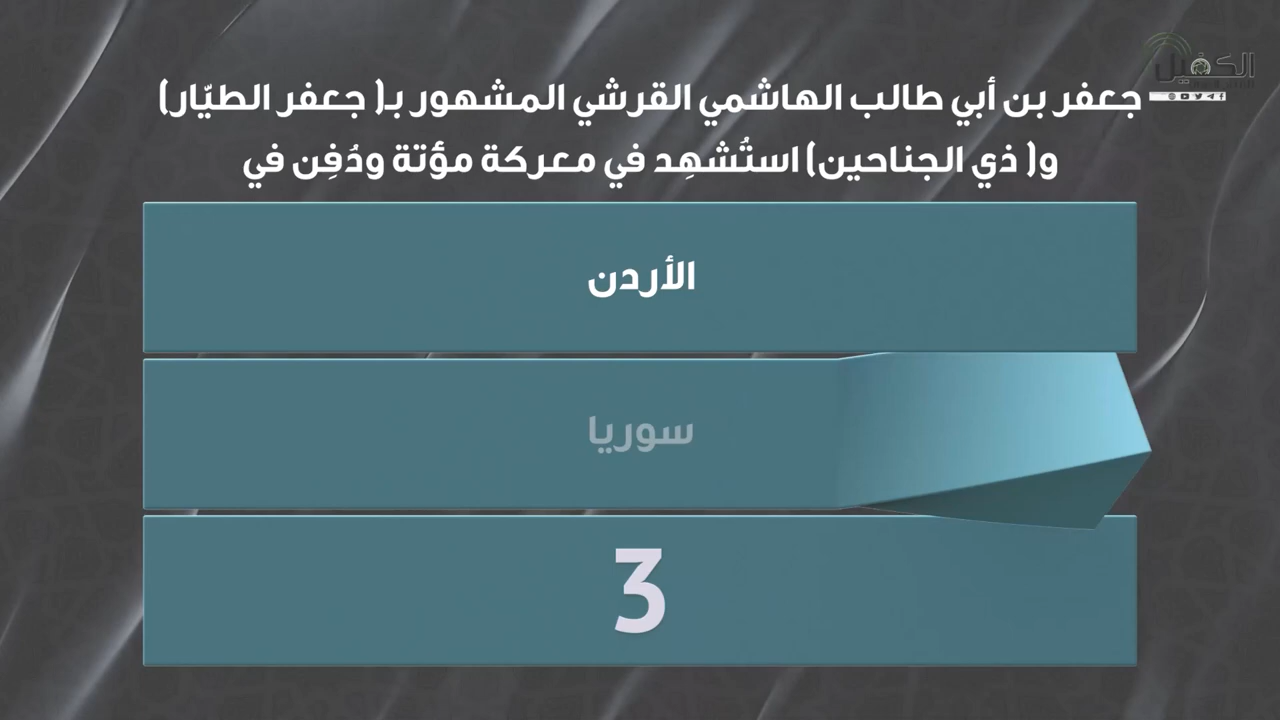 الكفيل
جعفر بن أبي طالب الهاشمي القرشي المشهور بـ( جعفر الطيّار)
و( ذي الجناحين) استُشهِد في معركة مؤتة ودُفِن في
الأردن
سوريا
3